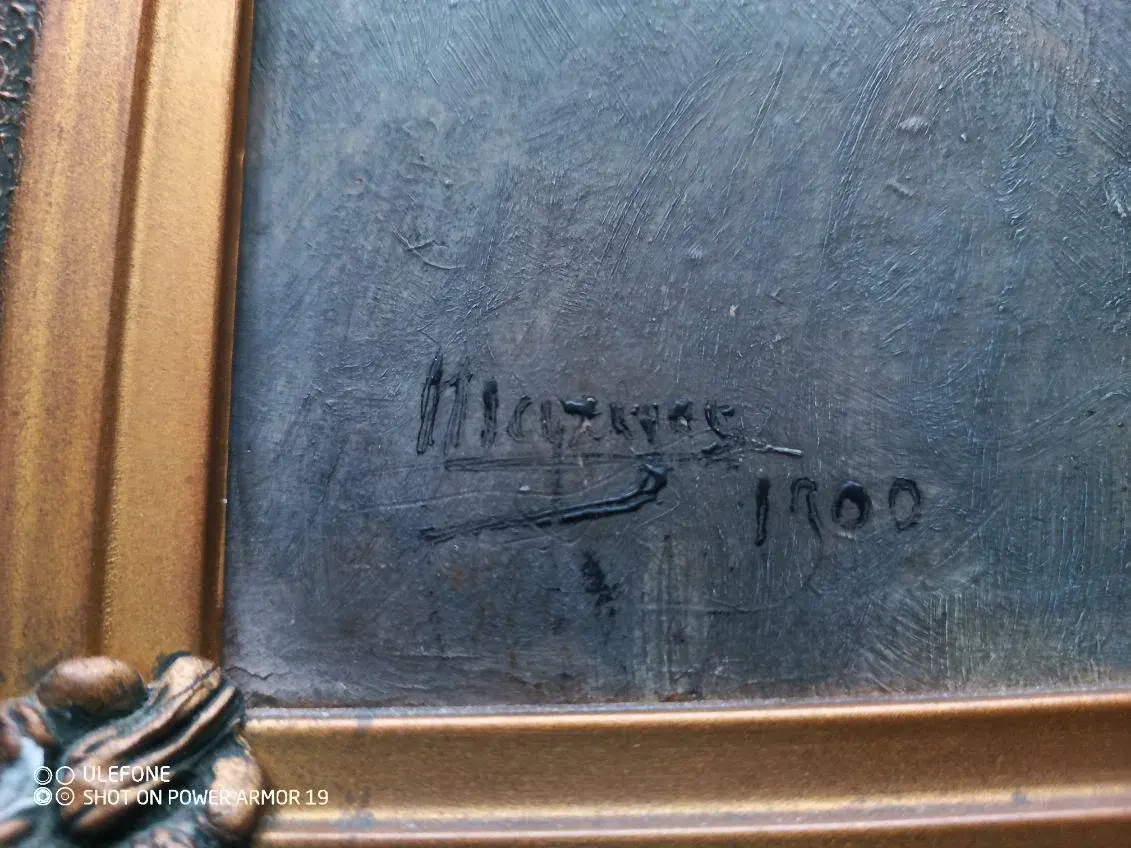 1900
ULEFONE
SHOT ON POWER ARMOR 19